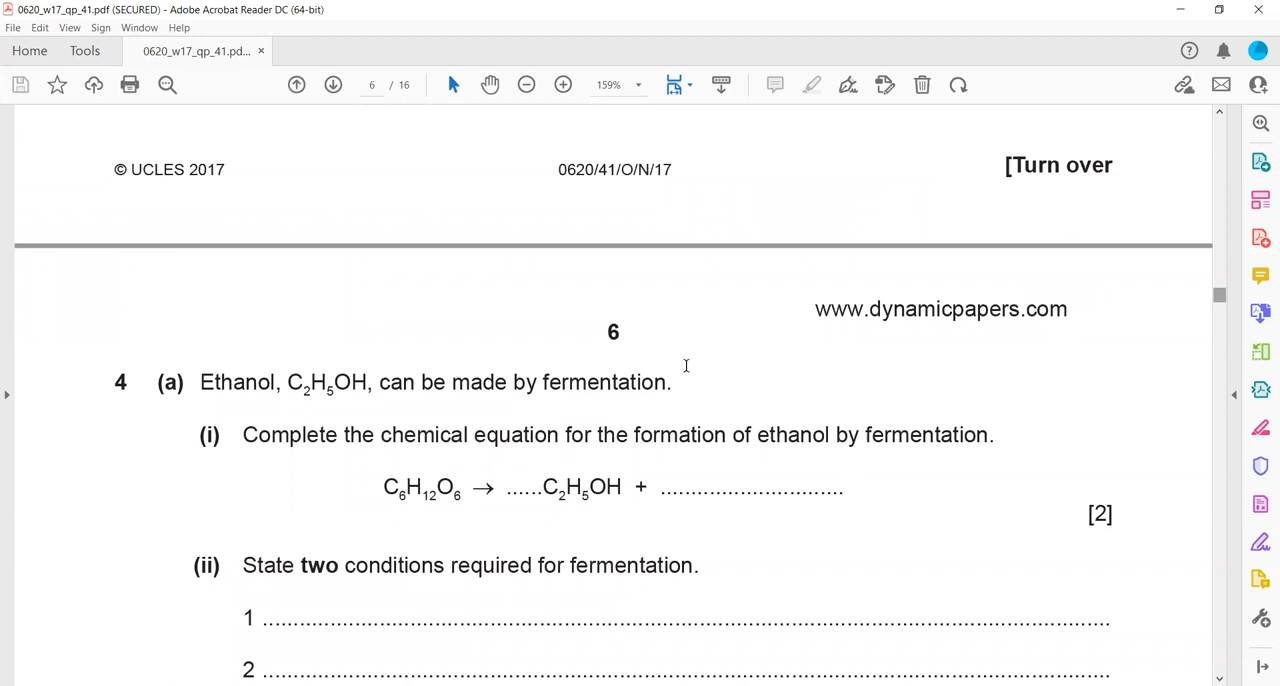 0620_w17_qp_41.pdf (SECURED) - Adobe Acrobat Reader DC (64-bit)
File Edit View Sign Window Help
Home Tools 0620_w17_qp_41.pd... ×
6 / 16 159%
© UCLES 2017 0620/41/O/N/17 [Turn over
www.dynamicpapers.com
6
4 (a) Ethanol, C₂H₅OH, can be made by fermentation.
(i) Complete the chemical equation for the formation of ethanol by fermentation.
C₆H₁₂O₆ → ......C₂H₅OH + ..............................
[2]
(ii) State two conditions required for fermentation.
1 ................................................................................................................................
2 ................................................................................................................................